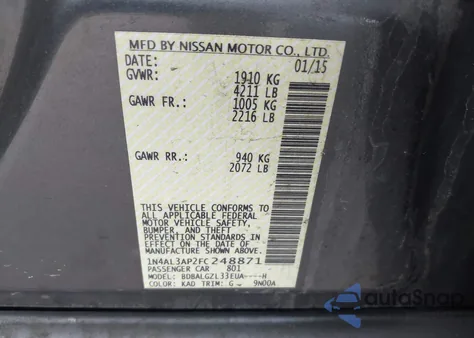 MFD BY NISSAN MOTOR CO., LTD.
DATE: 01/15
GVWR: 1910 KG
4211 LB
GAWR FR.: 1005 KG
2216 LB
GAWR RR.: 940 KG
2072 LB
THIS VEHICLE CONFORMS TO
ALL APPLICABLE FEDERAL
MOTOR VEHICLE SAFETY,
BUMPER, AND THEFT
PREVENTION STANDARDS IN
EFFECT ON THE DATE OF
MANUFACTURE SHOWN ABOVE.
1N4AL3AP2FC248871
PASSENGER CAR 801
MODEL: BDBALGZL33EUA----H
COLOR: KAD TRIM: G 9N00A
autoSnap